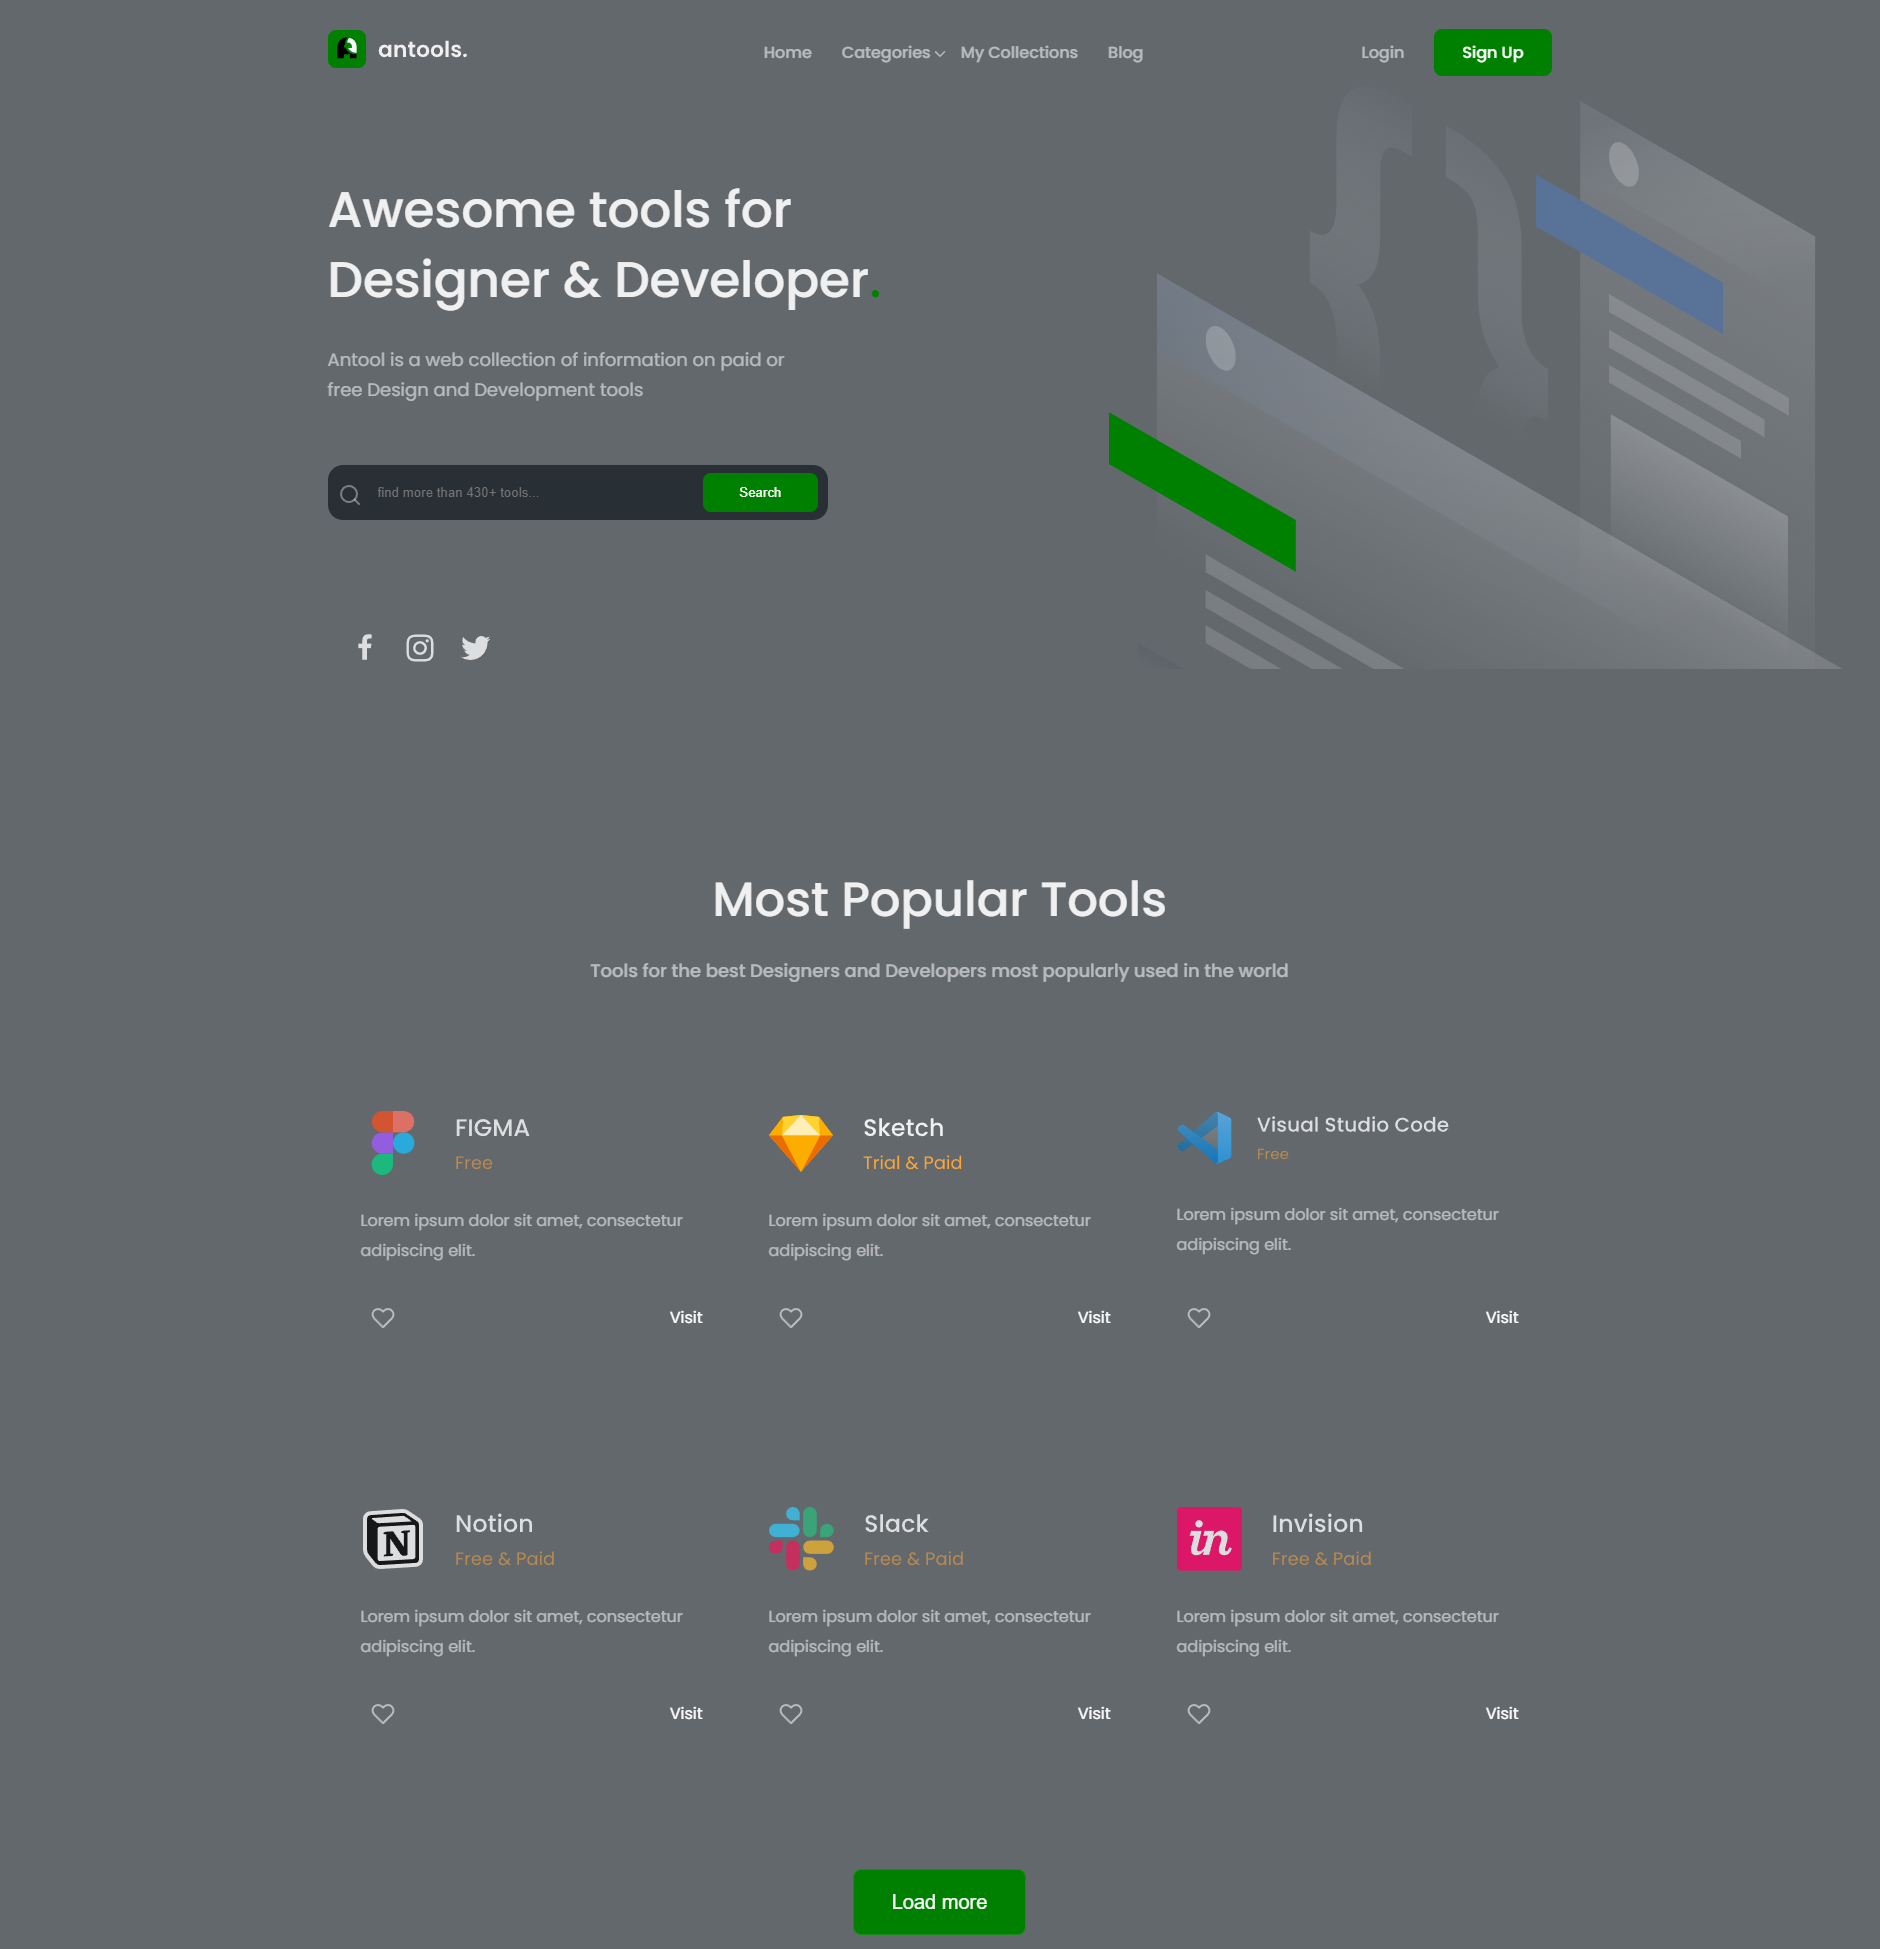 antools.
Home Categories My Collections Blog
Login Sign Up
Awesome tools for
Designer & Developer.
Antool is a web collection of information on paid or
free Design and Development tools
find more than 430+ tools...
Search
Most Popular Tools
Tools for the best Designers and Developers most popularly used in the world
FIGMA
Free
Lorem ipsum dolor sit amet, consectetur
adipiscing elit.
Visit
Sketch
Trial & Paid
Lorem ipsum dolor sit amet, consectetur
adipiscing elit.
Visit
Visual Studio Code
Free
Lorem ipsum dolor sit amet, consectetur
adipiscing elit.
Visit
N
Notion
Free & Paid
Lorem ipsum dolor sit amet, consectetur
adipiscing elit.
Visit
Slack
Free & Paid
Lorem ipsum dolor sit amet, consectetur
adipiscing elit.
Visit
in
Invision
Free & Paid
Lorem ipsum dolor sit amet, consectetur
adipiscing elit.
Visit
Load more